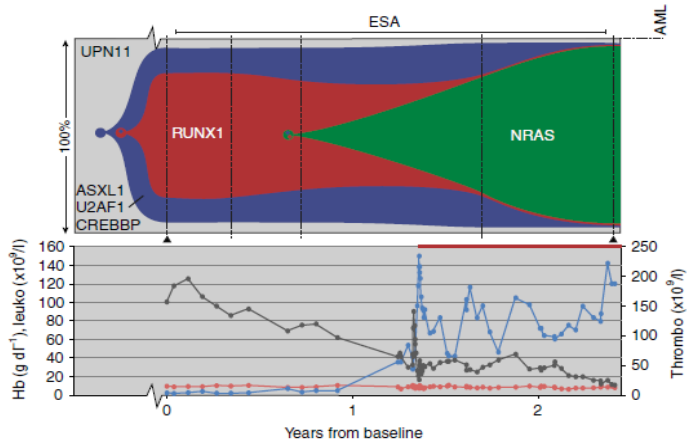 ESA
AML
UPN11
100%
RUNX1
NRAS
ASXL1
U2AF1
CREBBP
Hb (g dl⁻¹), leuko (x10⁹/l)
160
140
120
100
80
60
40
20
0
250
200
150
100
50
0
Thrombo (x10⁹/l)
0 1 2
Years from baseline